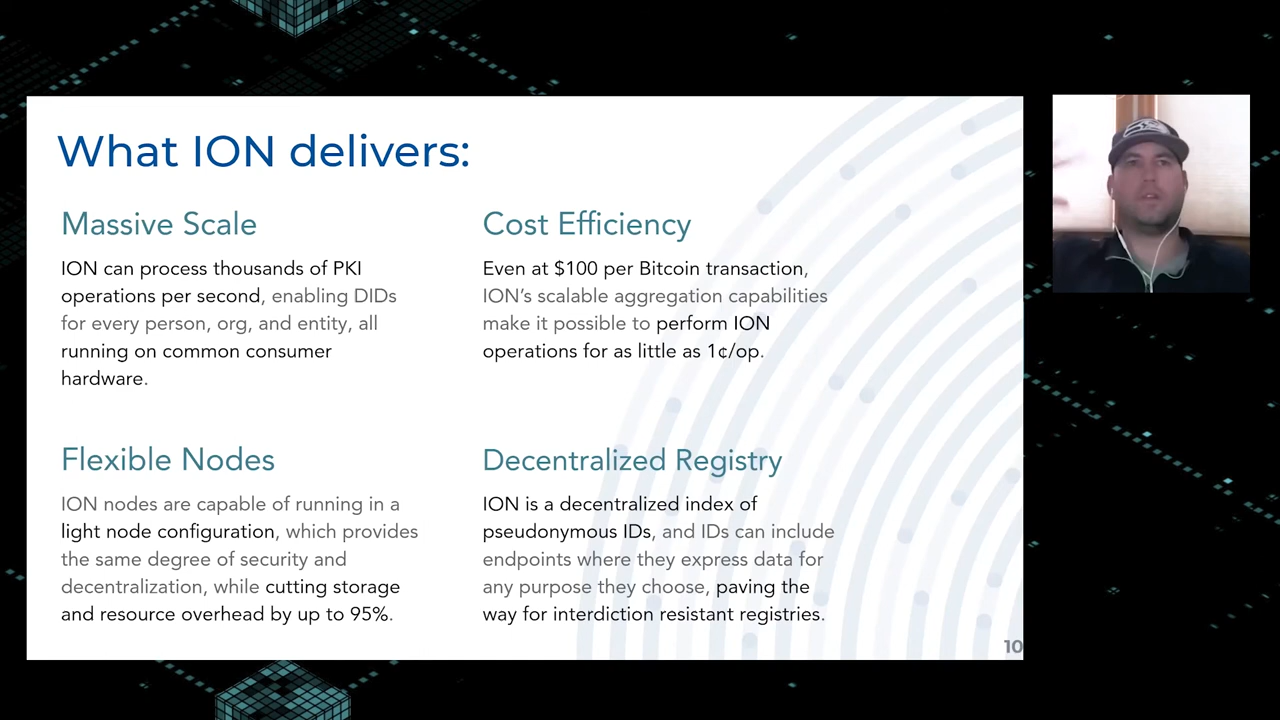 What ION delivers:
Massive Scale
ION can process thousands of PKI
operations per second, enabling DIDs
for every person, org, and entity, all
running on common consumer
hardware.
Cost Efficiency
Even at $100 per Bitcoin transaction,
ION’s scalable aggregation capabilities
make it possible to perform ION
operations for as little as 1¢/op.
Flexible Nodes
ION nodes are capable of running in a
light node configuration, which provides
the same degree of security and
decentralization, while cutting storage
and resource overhead by up to 95%.
Decentralized Registry
ION is a decentralized index of
pseudonymous IDs, and IDs can include
endpoints where they express data for
any purpose they choose, paving the
way for interdiction resistant registries.
10